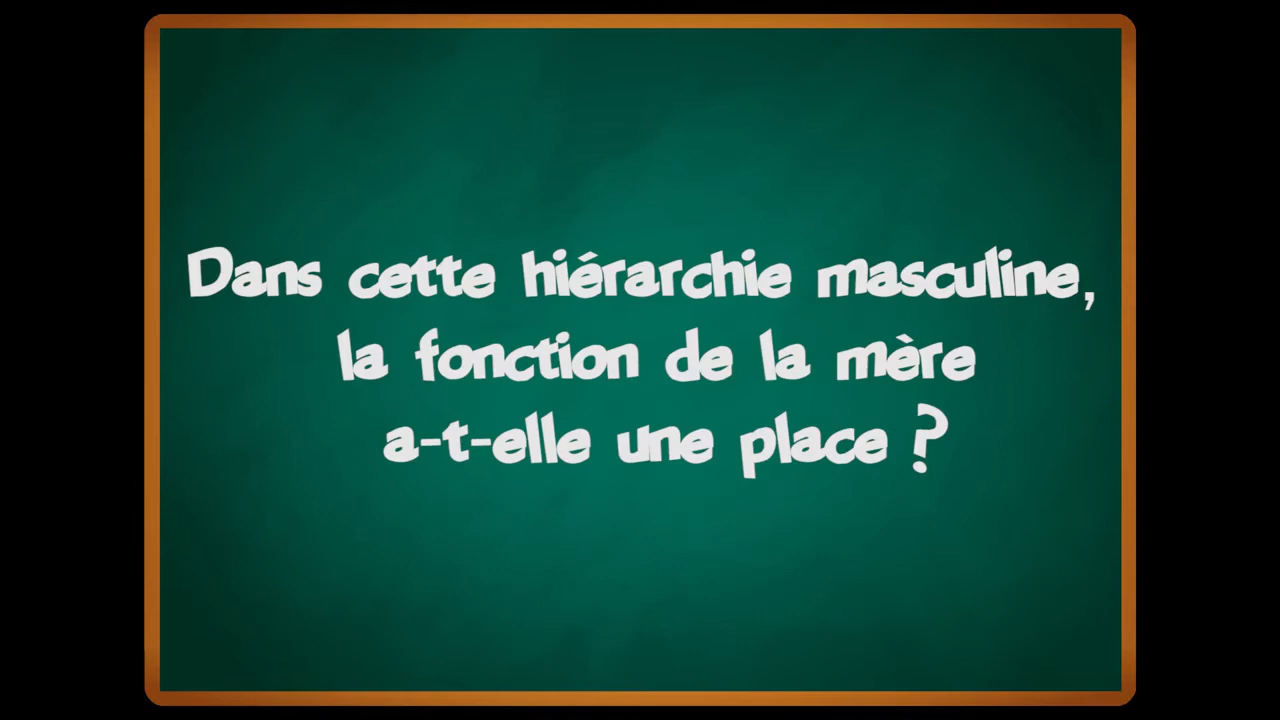 Dans cette hiérarchie masculine,
la fonction de la mère
a-t-elle une place ?